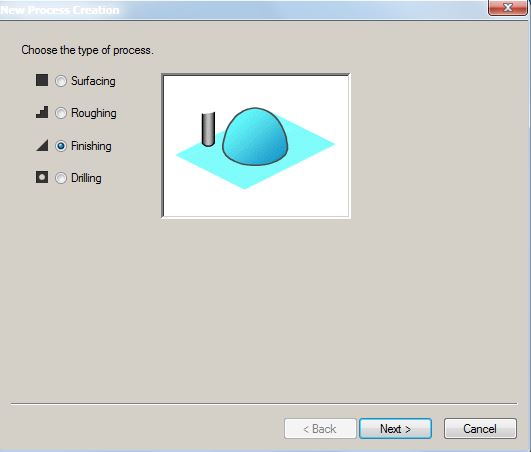 New Process Creation
Choose the type of process.
Surfacing
Roughing
Finishing
Drilling
< Back
Next >
Cancel